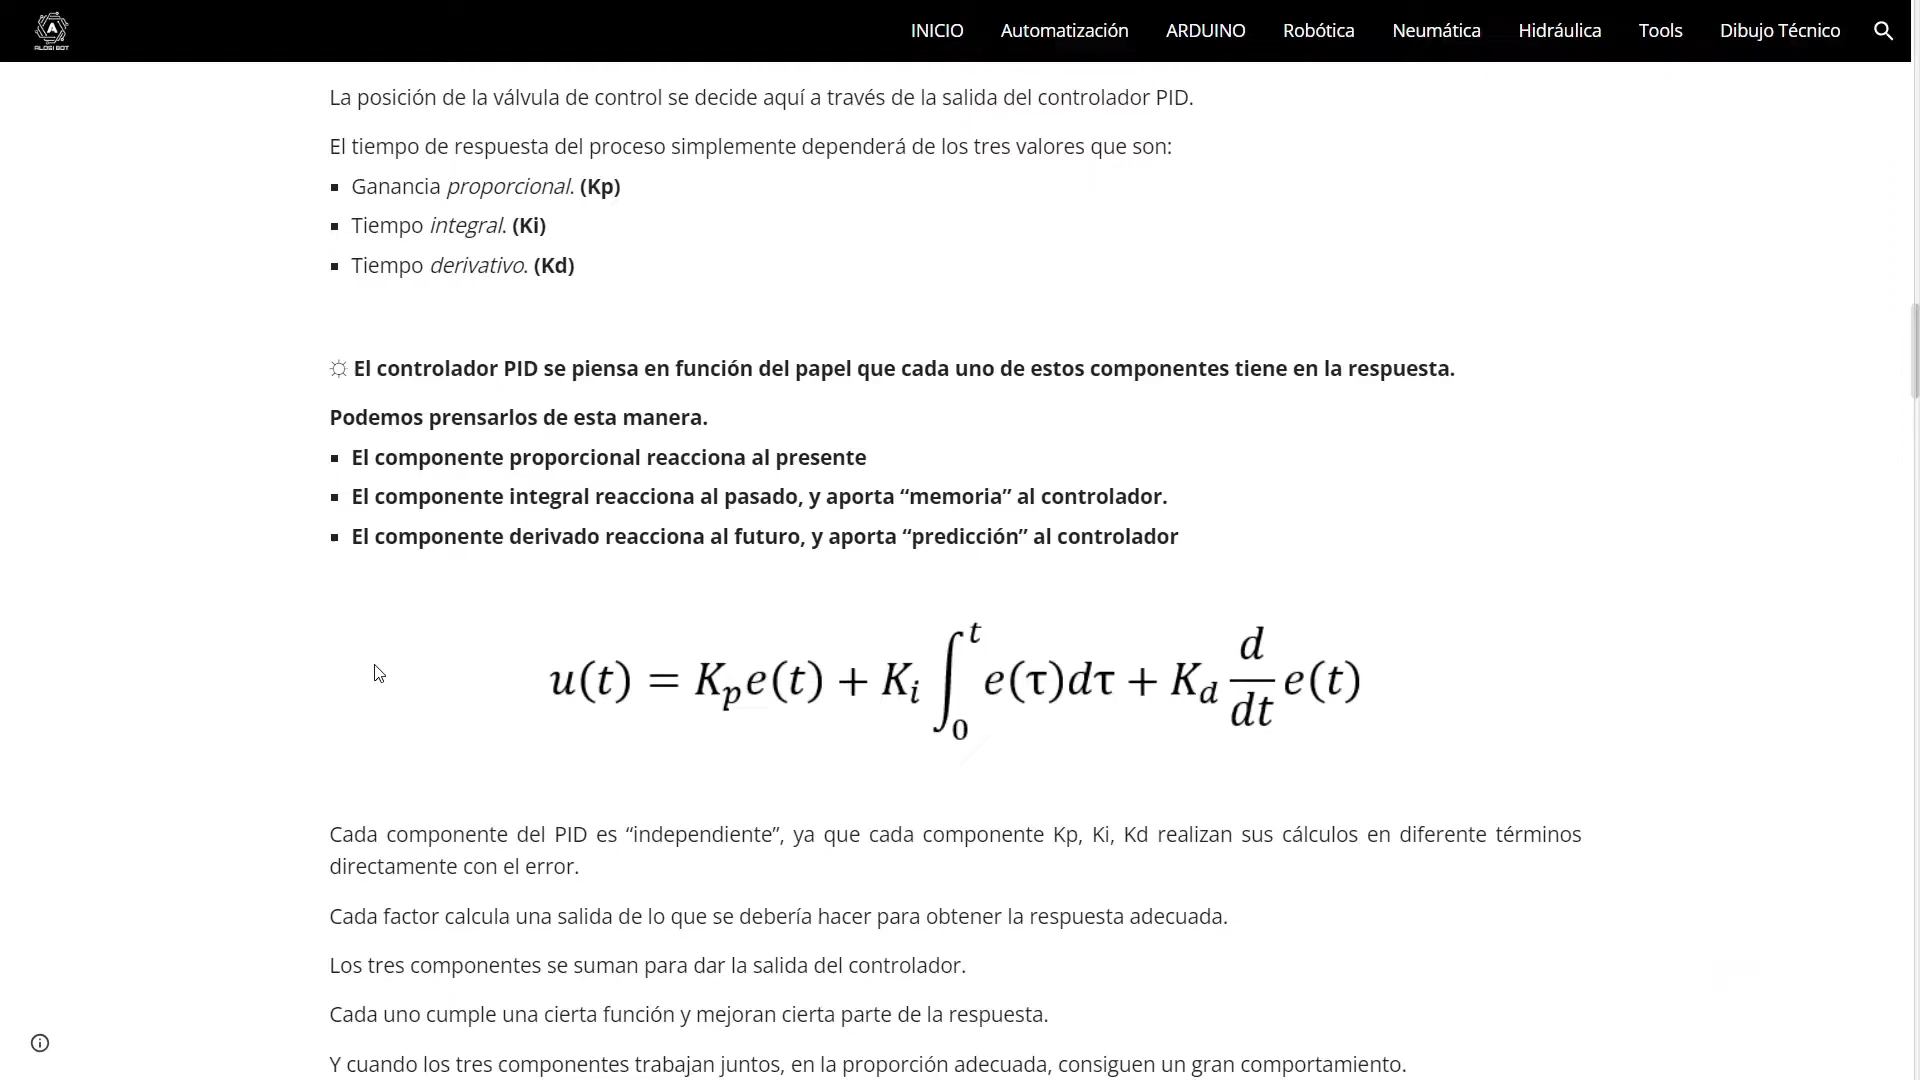 A
ALOSI BOT
INICIO Automatización ARDUINO Robótica Neumática Hidráulica Tools Dibujo Técnico
La posición de la válvula de control se decide aquí a través de la salida del controlador PID.
El tiempo de respuesta del proceso simplemente dependerá de los tres valores que son:
▪ Ganancia proporcional. (Kp)
▪ Tiempo integral. (Ki)
▪ Tiempo derivativo. (Kd)
🔅 El controlador PID se piensa en función del papel que cada uno de estos componentes tiene en la respuesta.
Podemos prensarlos de esta manera.
▪ El componente proporcional reacciona al presente
▪ El componente integral reacciona al pasado, y aporta “memoria” al controlador.
▪ El componente derivado reacciona al futuro, y aporta “predicción” al controlador
u(t) = K_p e(t) + K_i ∫_0^t e(τ)dτ + K_d d/dt e(t)
Cada componente del PID es “independiente”, ya que cada componente Kp, Ki, Kd realizan sus cálculos en diferente términos
directamente con el error.
Cada factor calcula una salida de lo que se debería hacer para obtener la respuesta adecuada.
Los tres componentes se suman para dar la salida del controlador.
Cada uno cumple una cierta función y mejoran cierta parte de la respuesta.
Y cuando los tres componentes trabajan juntos, en la proporción adecuada, consiguen un gran comportamiento.